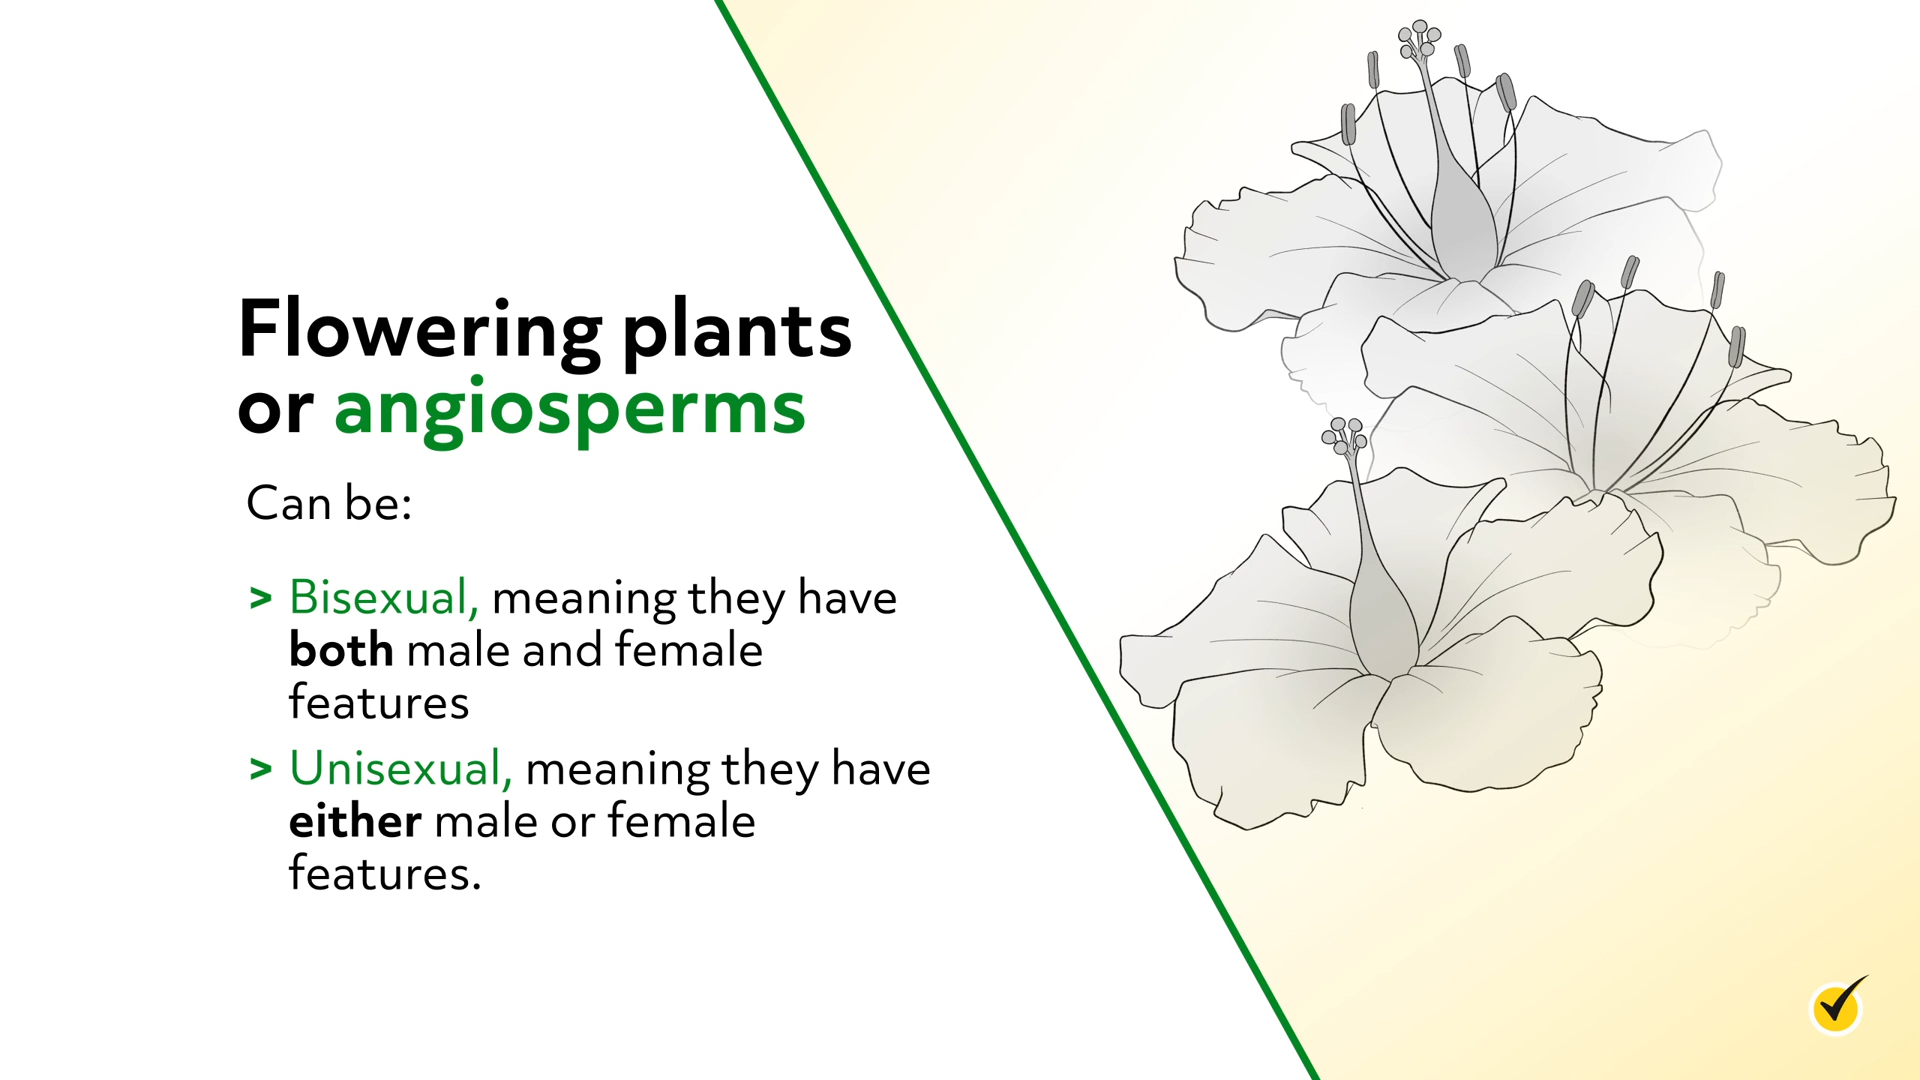 Flowering plants
or angiosperms
Can be:
> Bisexual, meaning they have
both male and female
features
> Unisexual, meaning they have
either male or female
features.